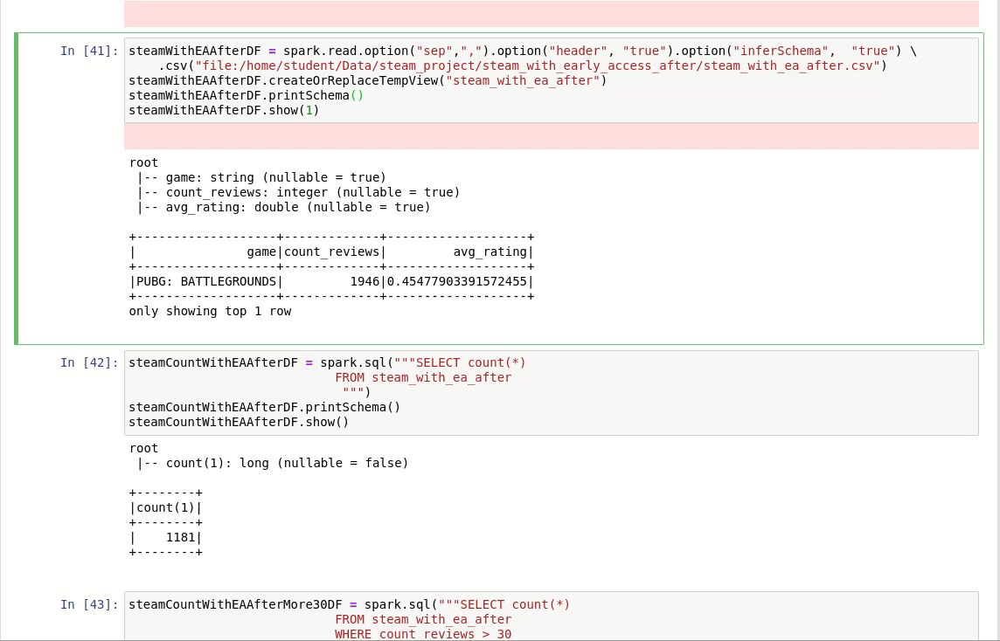 In [41]: steamWithEAAfterDF = spark.read.option("sep",",").option("header", "true").option("inferSchema",  "true") \
    .csv("file:/home/student/Data/steam_project/steam_with_early_access_after/steam_with_ea_after.csv")
steamWithEAAfterDF.createOrReplaceTempView("steam_with_ea_after")
steamWithEAAfterDF.printSchema()
steamWithEAAfterDF.show(1)
root
 |-- game: string (nullable = true)
 |-- count_reviews: integer (nullable = true)
 |-- avg_rating: double (nullable = true)
+-------------------+-------------+-------------------+
|               game|count_reviews|         avg_rating|
+-------------------+-------------+-------------------+
|PUBG: BATTLEGROUNDS|         1946|0.45477903391572455|
+-------------------+-------------+-------------------+
only showing top 1 row
In [42]: steamCountWithEAAfterDF = spark.sql("""SELECT count(*)
                            FROM steam_with_ea_after
                             """)
steamCountWithEAAfterDF.printSchema()
steamCountWithEAAfterDF.show()
root
 |-- count(1): long (nullable = false)
+--------+
|count(1)|
+--------+
|    1181|
+--------+
In [43]: steamCountWithEAAfterMore30DF = spark.sql("""SELECT count(*)
                            FROM steam_with_ea_after
                            WHERE count_reviews > 30